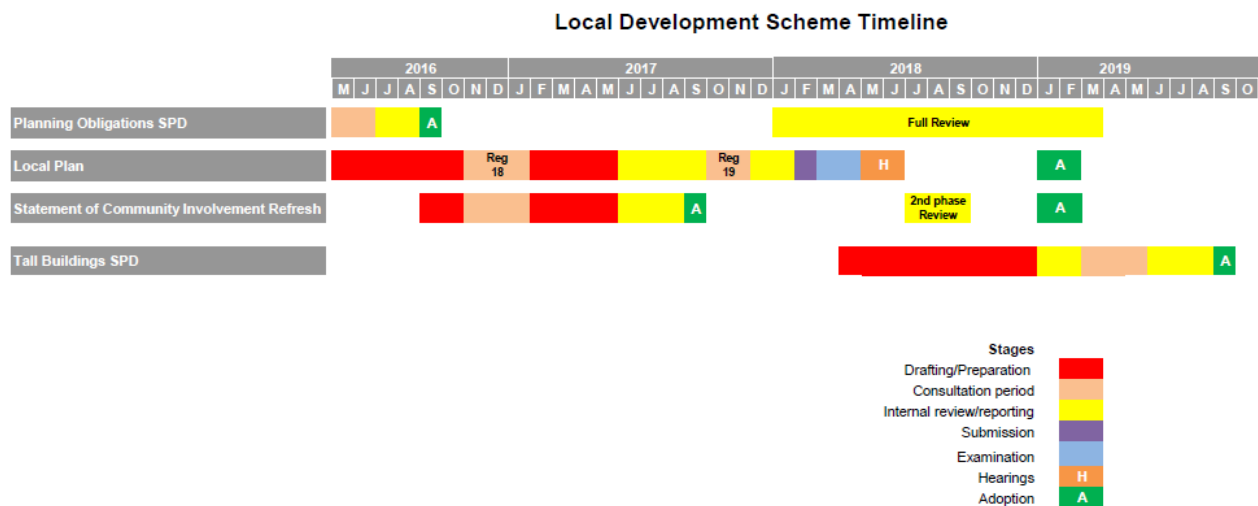 Local Development Scheme Timeline
2016 2017 2018 2019
M J J A S O N D J F M A M J J A S O N D J F M A M J J A S O N D J F M A M J J A S O
Planning Obligations SPD A Full Review
Local Plan Reg 18 Reg 19 H A
Statement of Community Involvement Refresh A 2nd phase Review A
Tall Buildings SPD A
Stages
Drafting/Preparation
Consultation period
Internal review/reporting
Submission
Examination
Hearings H
Adoption A